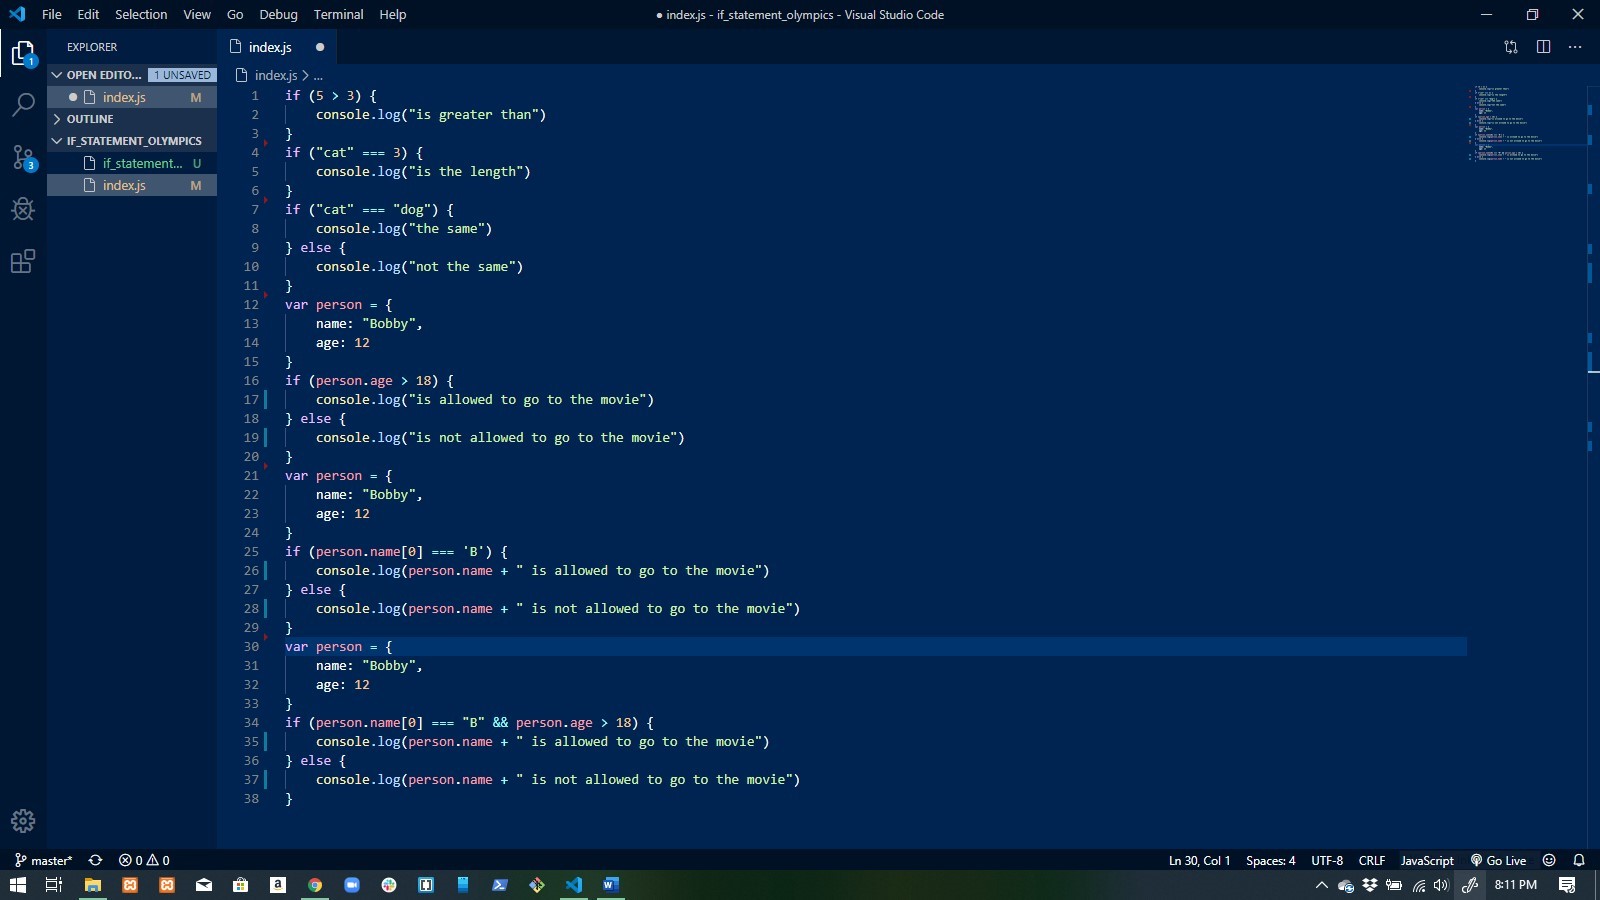 File Edit Selection View Go Debug Terminal Help
● index.js - if_statement_olympics - Visual Studio Code
EXPLORER
OPEN EDITO... 1 UNSAVED
● index.js M
OUTLINE
IF_STATEMENT_OLYMPICS
if_statement... U
index.js M
1
3
index.js ●
index.js > ...
1 if (5 > 3) {
2     console.log("is greater than")
3 }
4 if ("cat" === 3) {
5     console.log("is the length")
6 }
7 if ("cat" === "dog") {
8     console.log("the same")
9 } else {
10     console.log("not the same")
11 }
12 var person = {
13     name: "Bobby",
14     age: 12
15 }
16 if (person.age > 18) {
17     console.log("is allowed to go to the movie")
18 } else {
19     console.log("is not allowed to go to the movie")
20 }
21 var person = {
22     name: "Bobby",
23     age: 12
24 }
25 if (person.name[0] === 'B') {
26     console.log(person.name + " is allowed to go to the movie")
27 } else {
28     console.log(person.name + " is not allowed to go to the movie")
29 }
30 var person = {
31     name: "Bobby",
32     age: 12
33 }
34 if (person.name[0] === "B" && person.age > 18) {
35     console.log(person.name + " is allowed to go to the movie")
36 } else {
37     console.log(person.name + " is not allowed to go to the movie")
38 }
master* 0 0 Ln 30, Col 1 Spaces: 4 UTF-8 CRLF JavaScript Go Live
8:11 PM